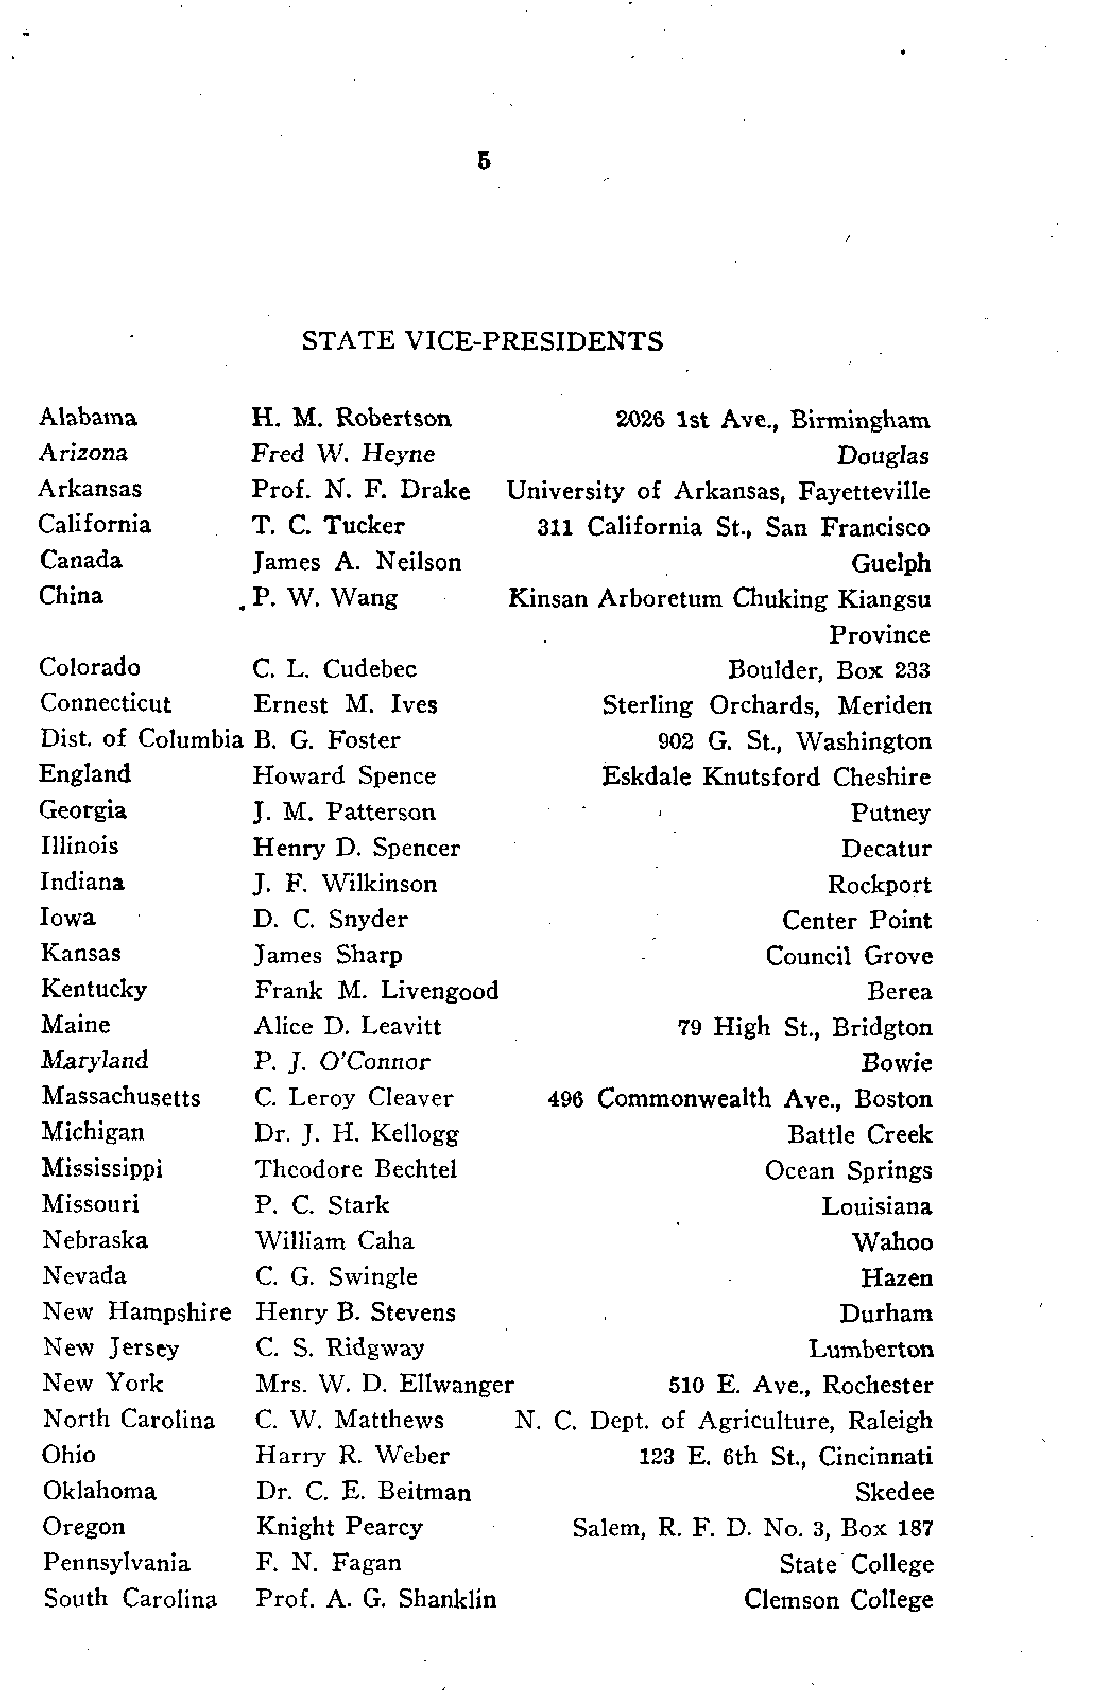 5
STATE VICE-PRESIDENTS
Alabama H. M. Robertson 2026 1st Ave., Birmingham
Arizona Fred W. Heyne Douglas
Arkansas Prof. N. F. Drake University of Arkansas, Fayetteville
California T. C. Tucker 311 California St., San Francisco
Canada James A. Neilson Guelph
China P. W. Wang Kinsan Arboretum Chuking Kiangsu
Province
Colorado C. L. Cudebec Boulder, Box 233
Connecticut Ernest M. Ives Sterling Orchards, Meriden
Dist. of Columbia B. G. Foster 902 G. St., Washington
England Howard Spence Eskdale Knutsford Cheshire
Georgia J. M. Patterson Putney
Illinois Henry D. Spencer Decatur
Indiana J. F. Wilkinson Rockport
Iowa D. C. Snyder Center Point
Kansas James Sharp Council Grove
Kentucky Frank M. Livengood Berea
Maine Alice D. Leavitt 79 High St., Bridgton
Maryland P. J. O'Connor Bowie
Massachusetts C. Leroy Cleaver 496 Commonwealth Ave., Boston
Michigan Dr. J. H. Kellogg Battle Creek
Mississippi Theodore Bechtel Ocean Springs
Missouri P. C. Stark Louisiana
Nebraska William Caha Wahoo
Nevada C. G. Swingle Hazen
New Hampshire Henry B. Stevens Durham
New Jersey C. S. Ridgway Lumberton
New York Mrs. W. D. Ellwanger 510 E. Ave., Rochester
North Carolina C. W. Matthews N. C. Dept. of Agriculture, Raleigh
Ohio Harry R. Weber 123 E. 6th St., Cincinnati
Oklahoma Dr. C. E. Beitman Skedee
Oregon Knight Pearcy Salem, R. F. D. No. 3, Box 187
Pennsylvania F. N. Fagan State College
South Carolina Prof. A. G. Shanklin Clemson College